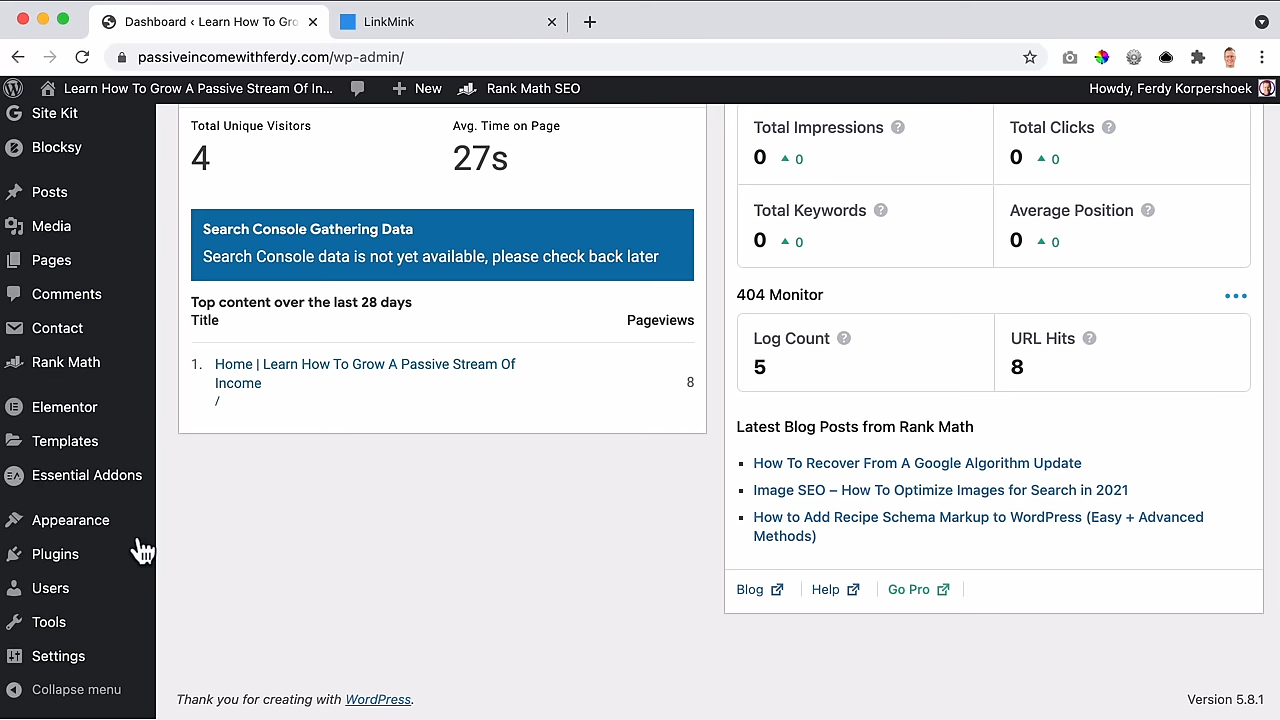 Dashboard ‹ Learn How To Gro
LinkMink
passiveincomewithferdy.com/wp-admin/
Learn How To Grow A Passive Stream Of In...
New
Rank Math SEO
Howdy, Ferdy Korpershoek
Site Kit
Blocksy
Posts
Media
Pages
Comments
Contact
Rank Math
Elementor
Templates
Essential Addons
Appearance
Plugins
Users
Tools
Settings
Collapse menu
Total Unique Visitors
4
Avg. Time on Page
27s
Search Console Gathering Data
Search Console data is not yet available, please check back later
Top content over the last 28 days
Title
Pageviews
1. Home | Learn How To Grow A Passive Stream Of
Income
/
8
Total Impressions
0 0
Total Clicks
0 0
Total Keywords
0 0
Average Position
0 0
404 Monitor
Log Count
5
URL Hits
8
Latest Blog Posts from Rank Math
How To Recover From A Google Algorithm Update
Image SEO – How To Optimize Images for Search in 2021
How to Add Recipe Schema Markup to WordPress (Easy + Advanced
Methods)
Blog
Help
Go Pro
Thank you for creating with WordPress.
Version 5.8.1